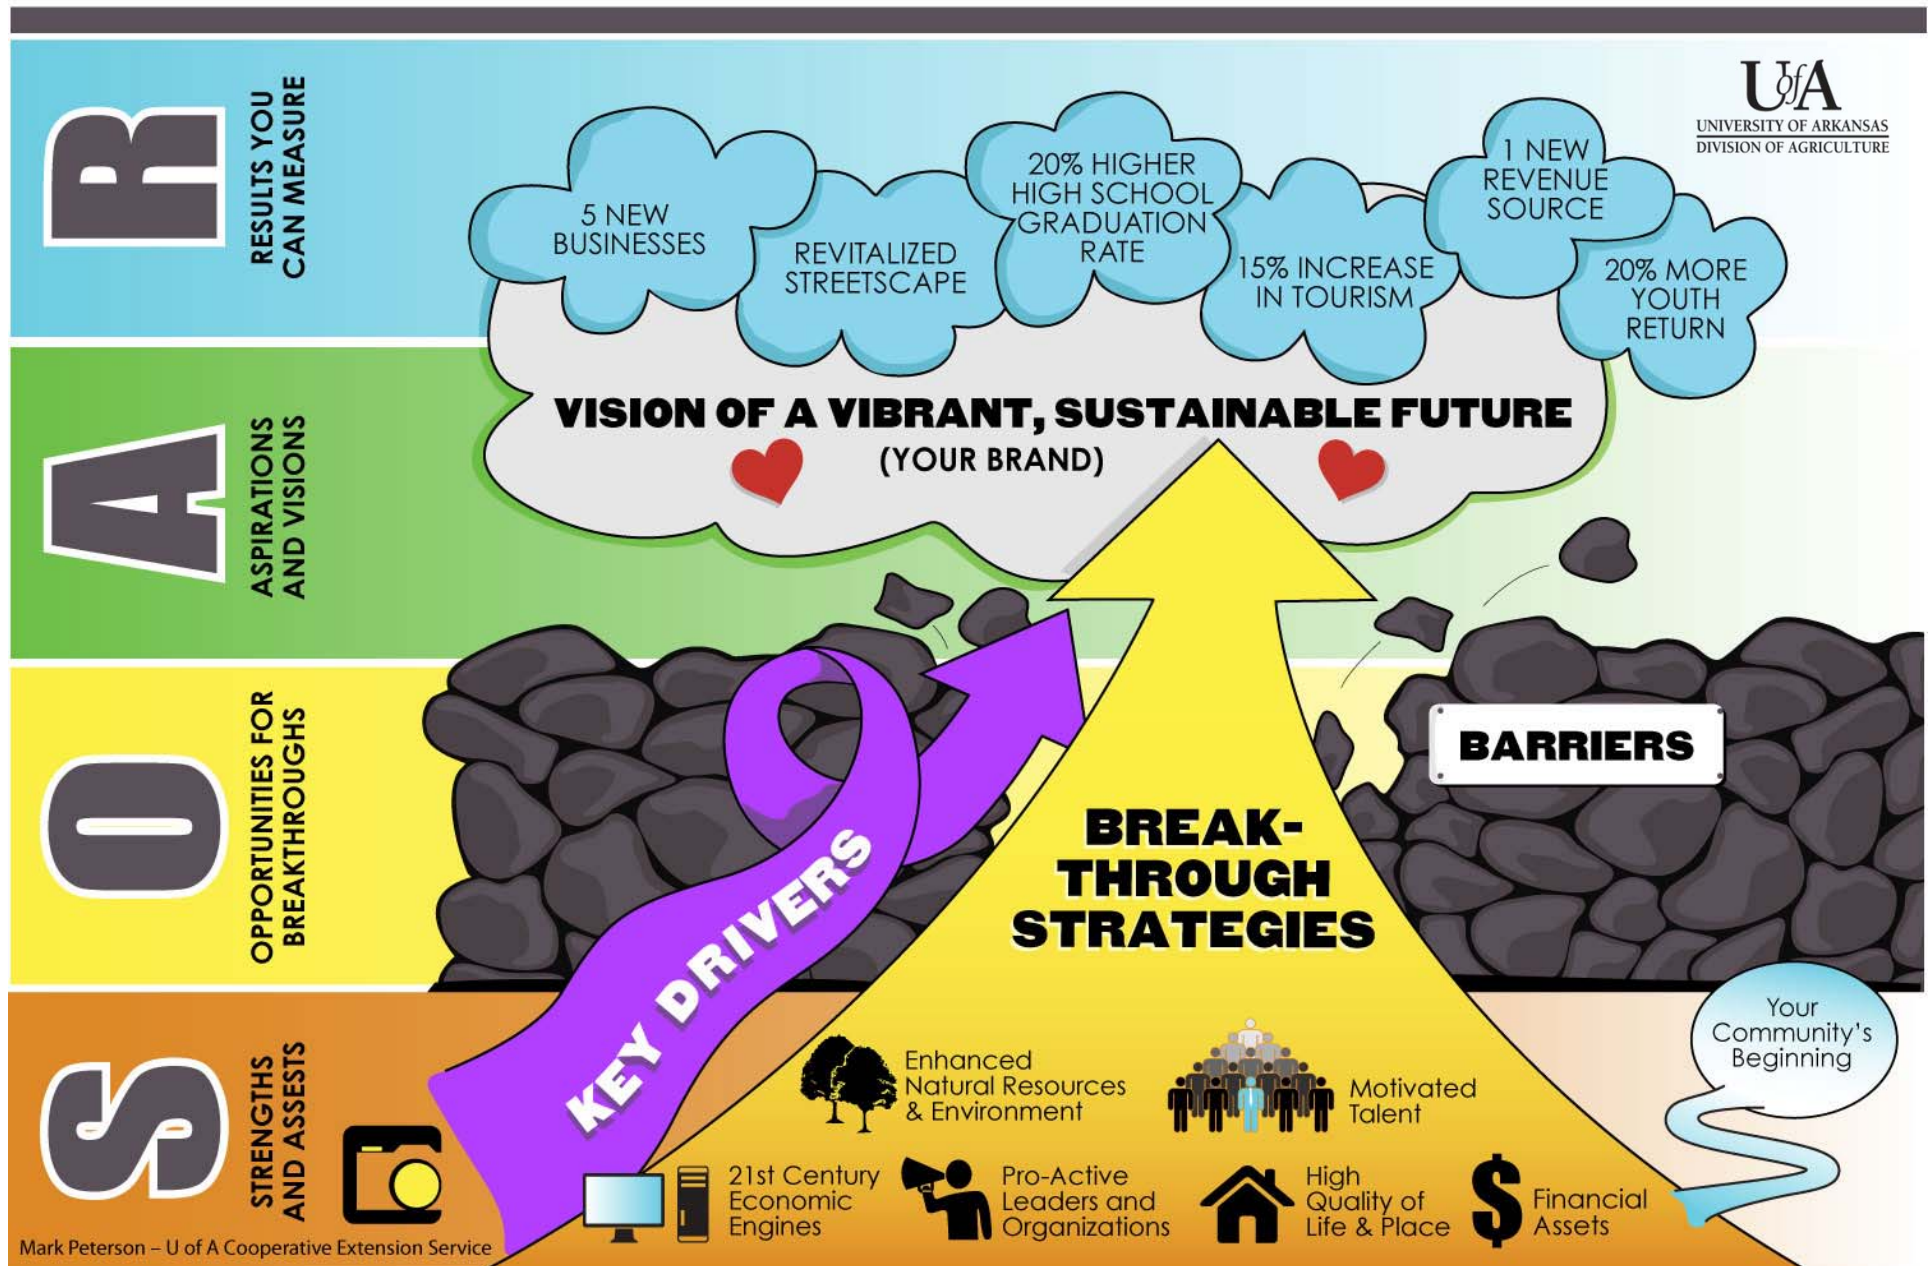 R
RESULTS YOU
CAN MEASURE
5 NEW
BUSINESSES
REVITALIZED
STREETSCAPE
20% HIGHER
HIGH SCHOOL
GRADUATION
RATE
15% INCREASE
IN TOURISM
1 NEW
REVENUE
SOURCE
20% MORE
YOUTH
RETURN
UofA
UNIVERSITY OF ARKANSAS
DIVISION OF AGRICULTURE
A
ASPIRATIONS
AND VISIONS
VISION OF A VIBRANT, SUSTAINABLE FUTURE
(YOUR BRAND)
O
OPPORTUNITIES FOR
BREAKTHROUGHS
BARRIERS
BREAK-
THROUGH
STRATEGIES
KEY DRIVERS
S
STRENGTHS
AND ASSESTS
Enhanced
Natural Resources
& Environment
Motivated
Talent
Your
Community's
Beginning
21st Century
Economic
Engines
Pro-Active
Leaders and
Organizations
High
Quality of
Life & Place
$
Financial
Assets
Mark Peterson – U of A Cooperative Extension Service